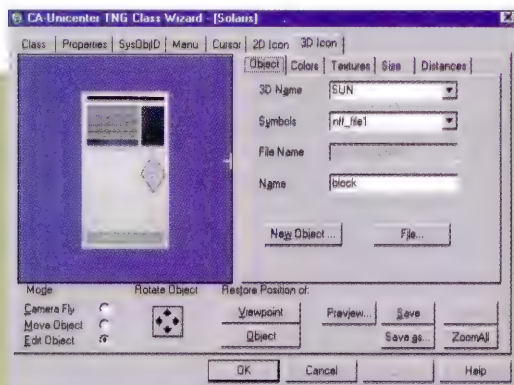 CA-Unicenter TNG Class Wizard - [Solaris]
Class Properties SysObjID Menu Cursor 2D Icon 3D Icon
Object Colors Textures Size Distances
3D Name SUN
Symbols nff_file1
File Name
Name block
New Object ... File...
Mode Rotate Object Restore Position of:
Camera Fly Viewpoint Preview... Save
Move Object
Edit Object Object Save as... ZoomAll
OK Cancel Help